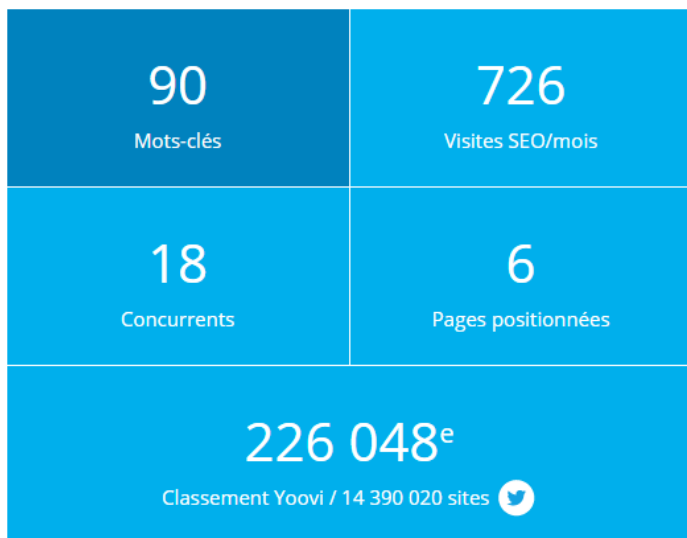 90
Mots-clés
726
Visites SEO/mois
18
Concurrents
6
Pages positionnées
226 048e
Classement Yoovi / 14 390 020 sites